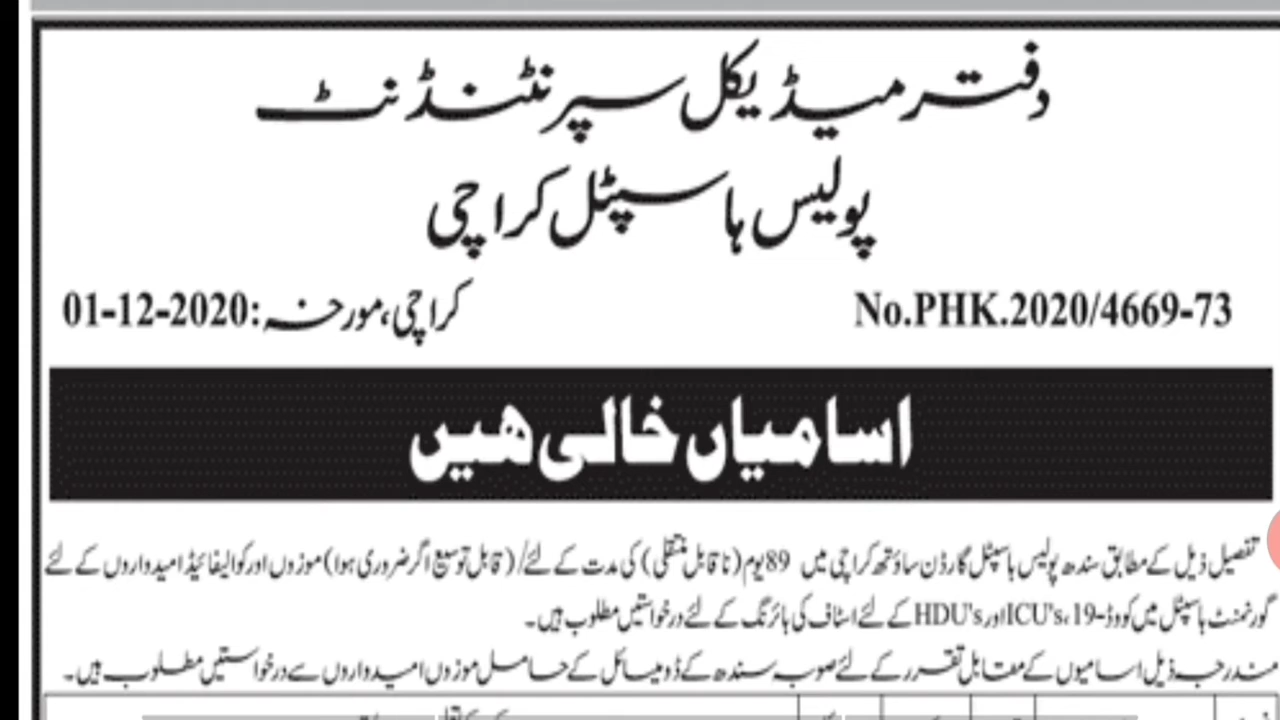 دفتر میڈیکل سپرنٹنڈنٹ
پولیس ہاسپٹل کراچی
No.PHK.2020/4669-73 کراچی، مورخہ: 01-12-2020
اسامیاں خالی ھیں
تفصیل ذیل کے مطابق سندھ پولیس ہاسپٹل گارڈن ساؤتھ کراچی میں 89 یوم (ناقابل منتقلی) کی مدت کے لئے/ (قابل توسیع اگر ضروری ہوا) موزوں اور کوالیفائیڈ امیدواروں کے لئے
گورنمنٹ ہاسپٹل میں کووڈ-19، ICU's اور HDU's کے لئے اسٹاف کی ہائرنگ کے لئے درخواستیں مطلوب ہیں۔
مندرجہ ذیل اسامیوں کے مقابل تقرر کے لئے صوبہ سندھ کے ڈومیسائل کے حامل موزوں امیدواروں سے درخواستیں مطلوب ہیں۔